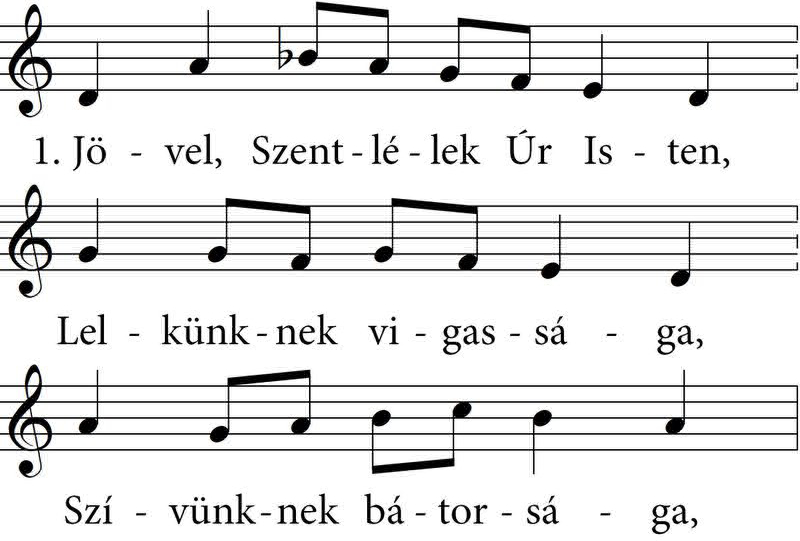 1. Jö - vel, Szent - lé - lek Úr Is - ten,
Lel - künk - nek vi - gas - sá - ga,
Szí - vünk - nek bá - tor - sá - ga,